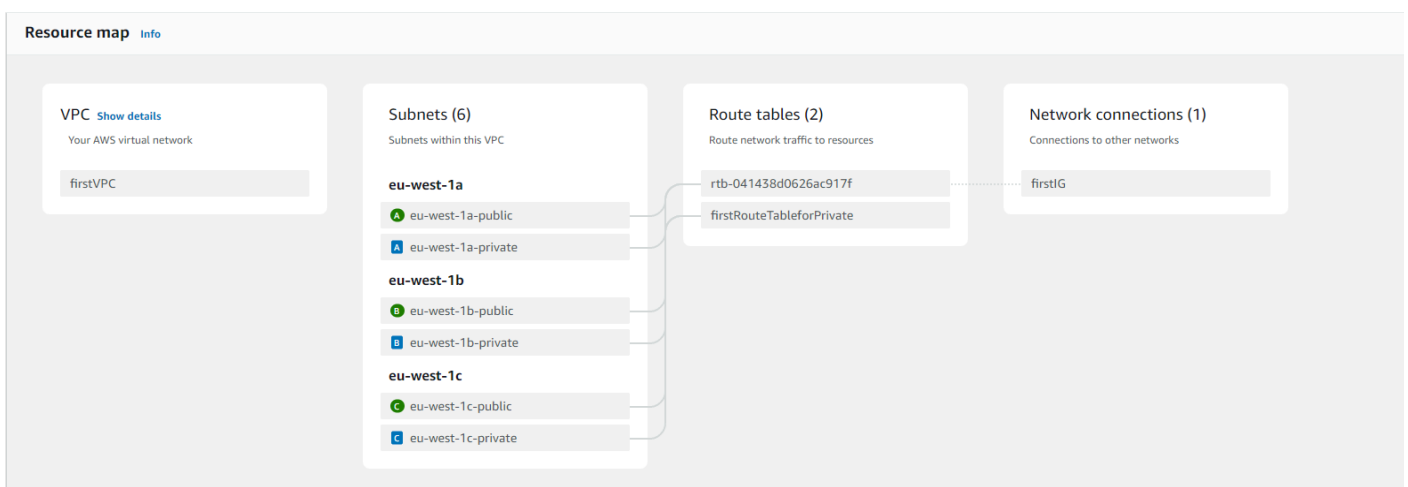 Resource map Info
VPC Show details
Your AWS virtual network
firstVPC
Subnets (6)
Subnets within this VPC
eu-west-1a
A eu-west-1a-public
A eu-west-1a-private
eu-west-1b
B eu-west-1b-public
B eu-west-1b-private
eu-west-1c
C eu-west-1c-public
C eu-west-1c-private
Route tables (2)
Route network traffic to resources
rtb-041438d0626ac917f
firstRouteTableforPrivate
Network connections (1)
Connections to other networks
firstIG